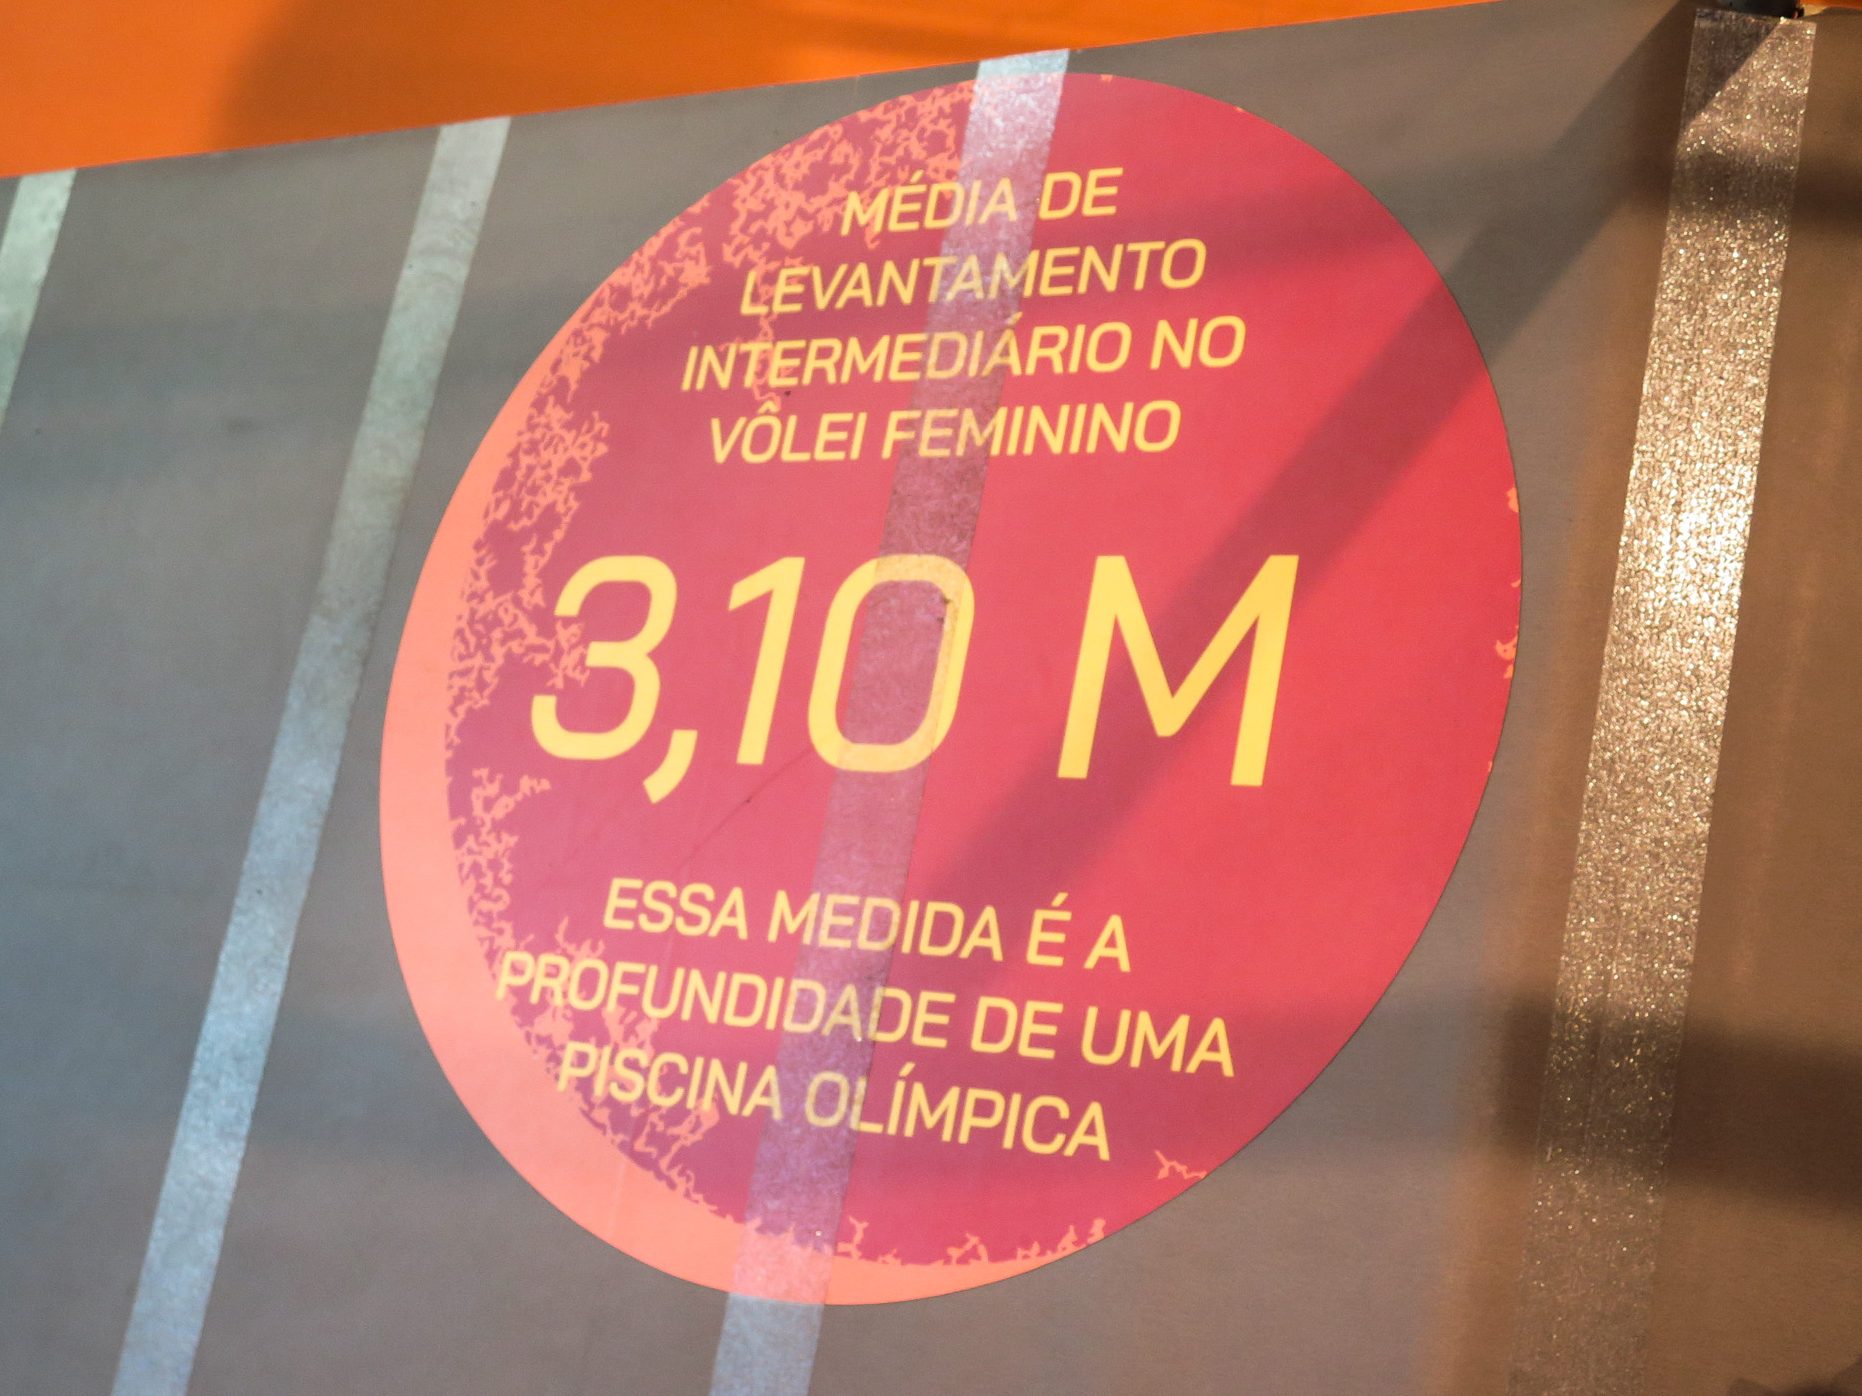 MÉDIA DE
LEVANTAMENTO
INTERMEDIÁRIO NO
VÔLEI FEMININO
3,10 M
ESSA MEDIDA É A
PROFUNDIDADE DE UMA
PISCINA OLÍMPICA